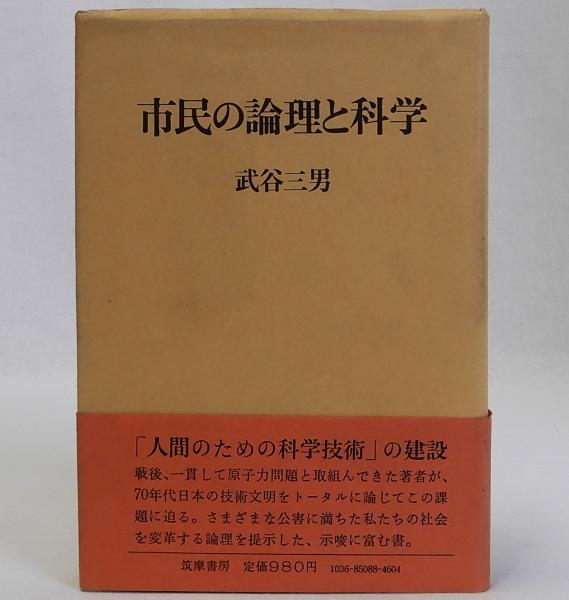 市民の論理と科学
武谷三男
「人間のための科学技術」の建設
戦後、一貫して原子力問題と取組んできた著者が、
70年代日本の技術文明をトータルに論じてこの課
題に迫る。さまざまな公害に満ちた私たちの社会
を変革する論理を提示した、示唆に富む書。
筑摩書房 定価980円 1036-85088-4604